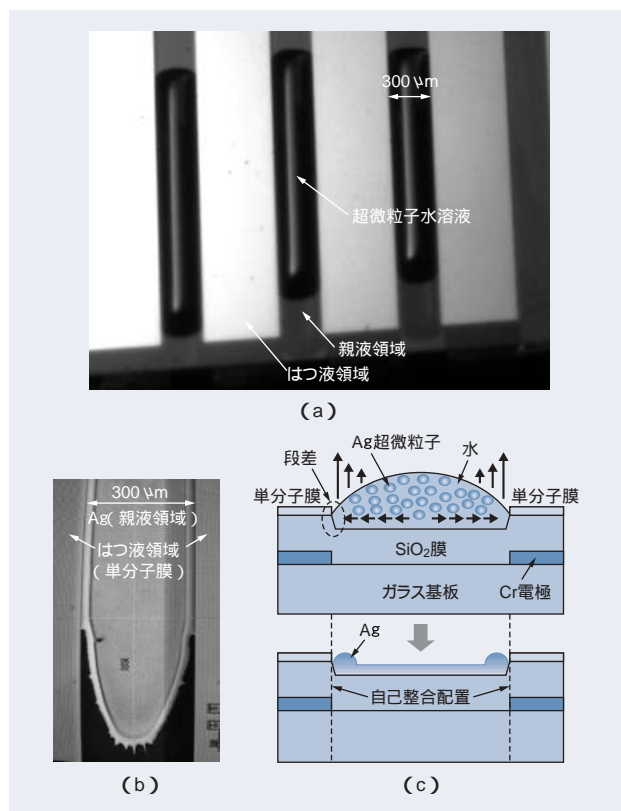 300 μm
超微粒子水溶液
親液領域
はつ液領域
(a)
300 μm
Ag(親液領域)
はつ液領域
(単分子膜)
(b)
Ag超微粒子
水
段差
単分子膜
単分子膜
SiO₂膜
ガラス基板
Cr電極
Ag
自己整合配置
(c)